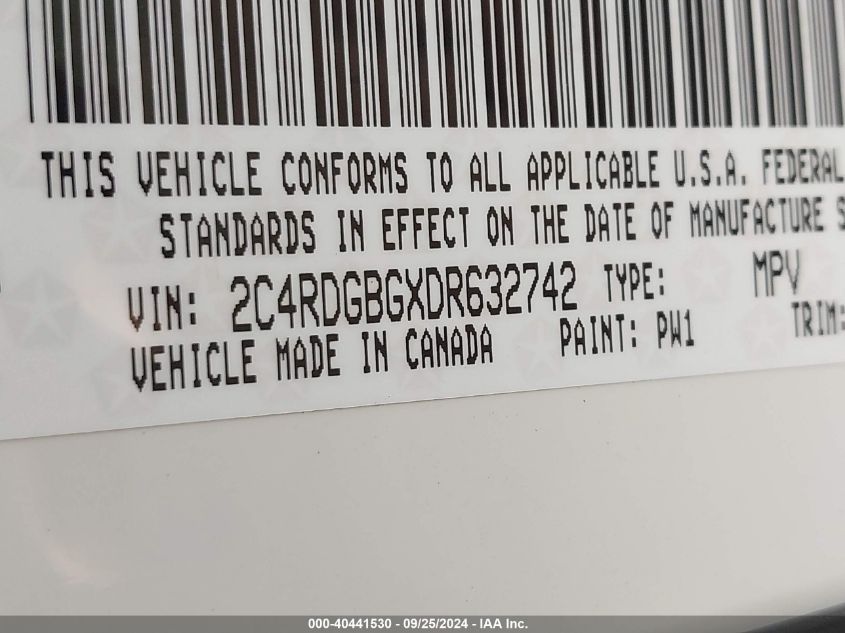 THIS VEHICLE CONFORMS TO ALL APPLICABLE U.S.A. FEDERAL
STANDARDS IN EFFECT ON THE DATE OF MANUFACTURE S
VIN: 2C4RDGBGXDR632742 TYPE: MPV
VEHICLE MADE IN CANADA PAINT: PW1 TRIM:
000-40441530 - 09/25/2024 - IAA Inc.